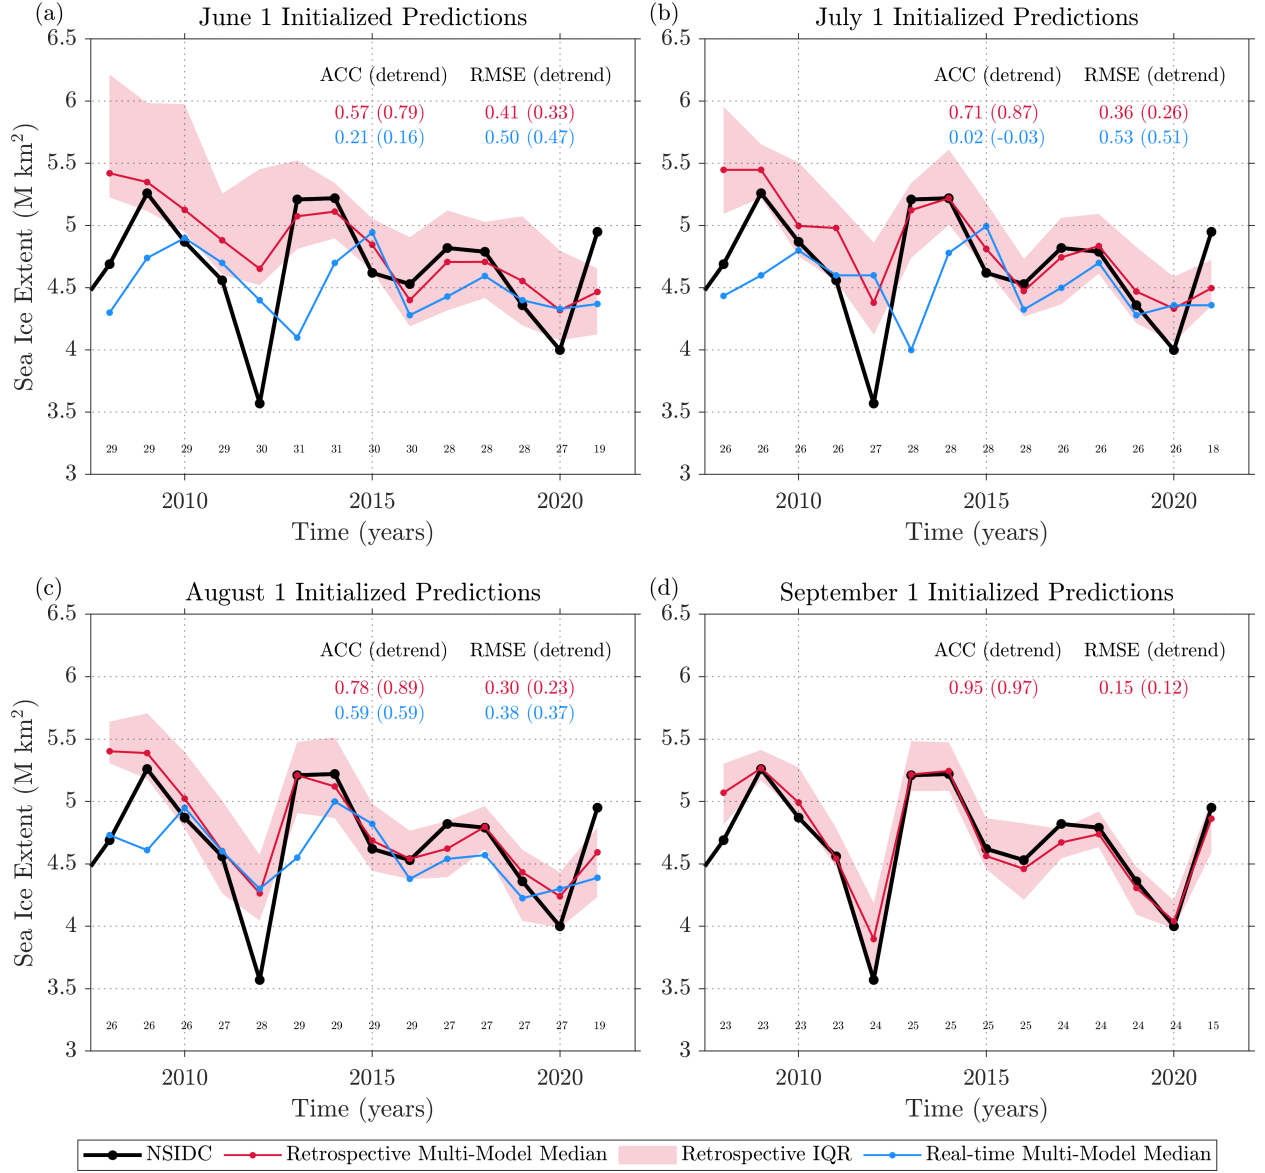 (a)
June 1 Initialized Predictions
Sea Ice Extent (M km²)
6.5
6
5.5
5
4.5
4
3.5
3
ACC (detrend) RMSE (detrend)
0.57 (0.79) 0.41 (0.33)
0.21 (0.16) 0.50 (0.47)
29 29 29 29 30 31 31 30 30 28 28 28 27 19
2010 2015 2020
Time (years)
(b)
July 1 Initialized Predictions
6.5
6
5.5
5
4.5
4
3.5
3
ACC (detrend) RMSE (detrend)
0.71 (0.87) 0.36 (0.26)
0.02 (-0.03) 0.53 (0.51)
26 26 26 26 27 28 28 28 26 26 26 26 26 18
2010 2015 2020
Time (years)
(c)
August 1 Initialized Predictions
Sea Ice Extent (M km²)
6.5
6
5.5
5
4.5
4
3.5
3
ACC (detrend) RMSE (detrend)
0.78 (0.89) 0.30 (0.23)
0.59 (0.59) 0.38 (0.37)
26 26 26 27 28 29 29 29 29 27 27 27 27 19
2010 2015 2020
Time (years)
(d)
September 1 Initialized Predictions
6.5
6
5.5
5
4.5
4
3.5
3
ACC (detrend) RMSE (detrend)
0.95 (0.97) 0.15 (0.12)
23 23 23 23 24 25 25 25 25 24 24 24 24 15
2010 2015 2020
Time (years)
NSIDC Retrospective Multi-Model Median Retrospective IQR Real-time Multi-Model Median